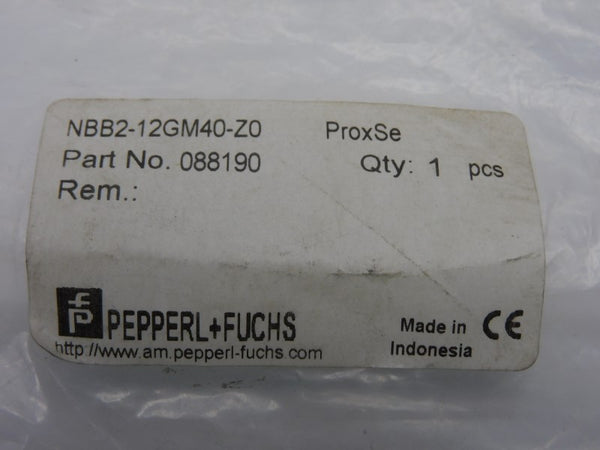 NBB2-12GM40-Z0 ProxSe
Part No. 088190 Qty: 1 pcs
Rem.:
PEPPERL+FUCHS
http://www.am.pepperl-fuchs.com
Made in
Indonesia
CE